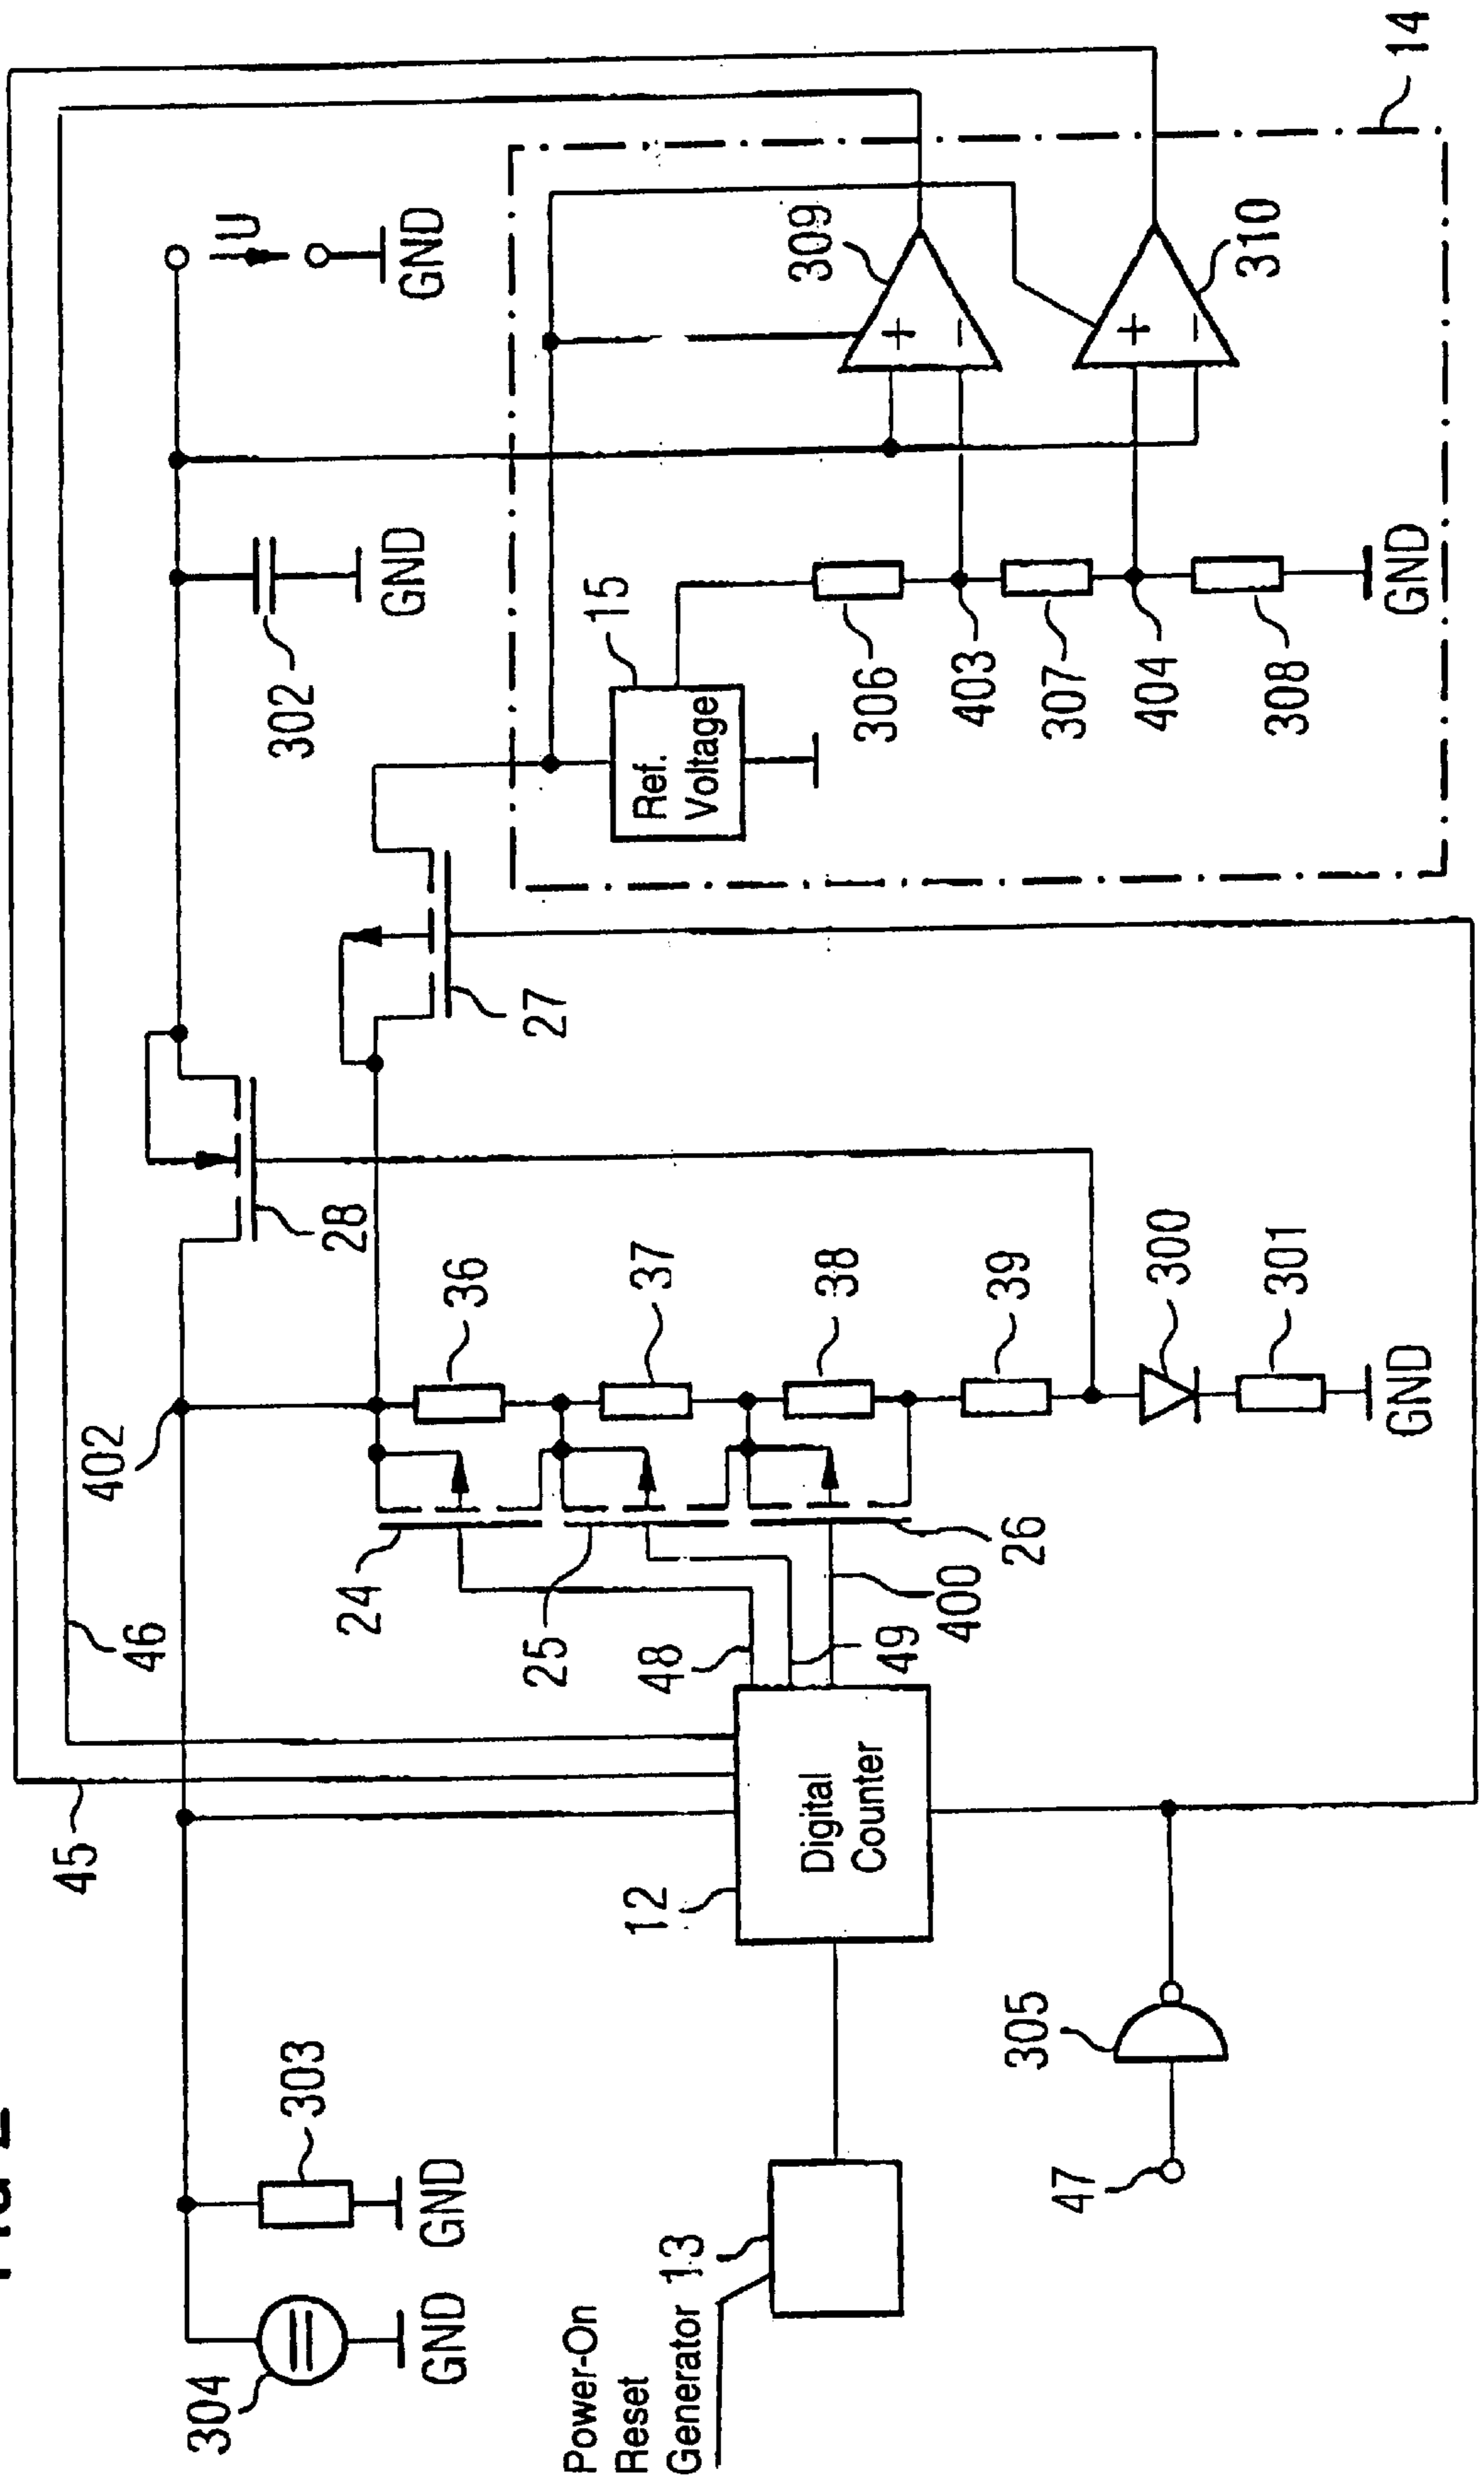 304
GND
303
GND
45
46
402
28
302
GND
U
GND
24
25
26
36
37
38
39
27
48
49
400
12
Digital
Counter
Power-On
Reset
Generator 13
47
305
300
301
GND
Ref.
Voltage
15
306
403
307
404
308
GND
309
310
+
−
+
−
14